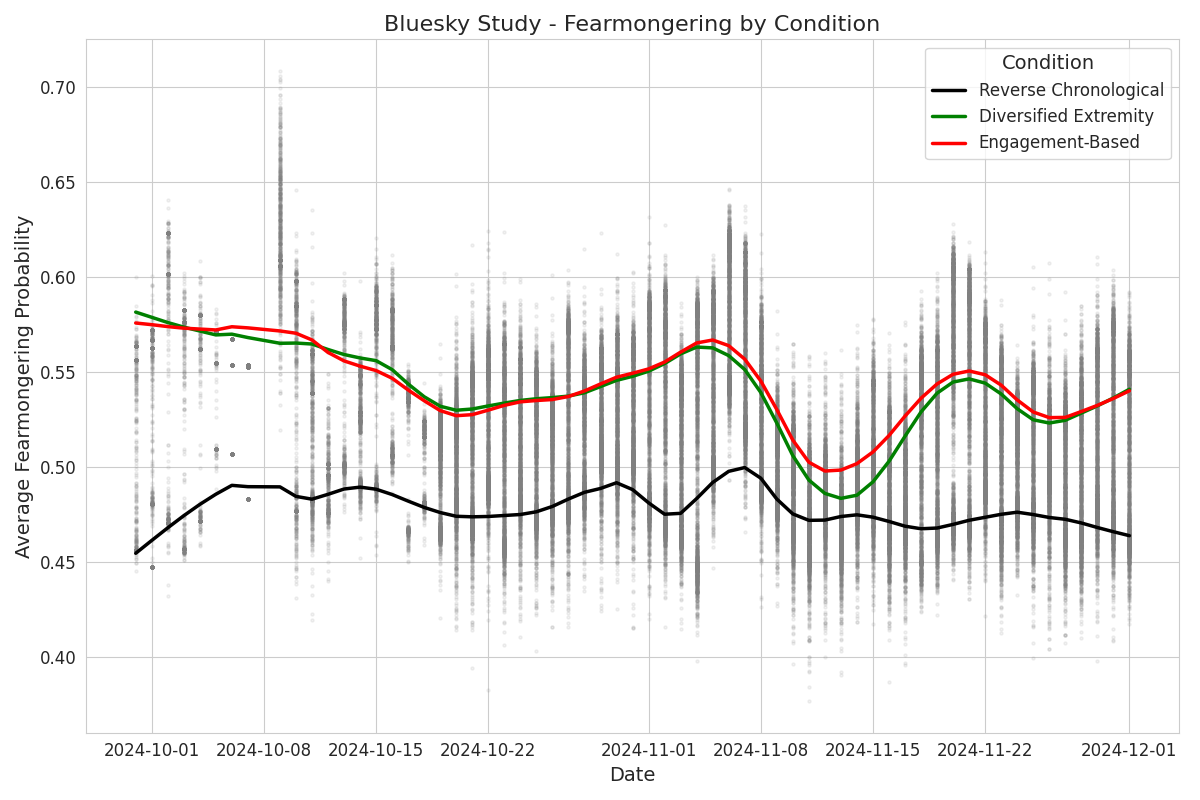 Bluesky Study - Fearmongering by Condition
Condition
Reverse Chronological
Diversified Extremity
Engagement-Based
Average Fearmongering Probability
0.70
0.65
0.60
0.55
0.50
0.45
0.40
2024-10-01 2024-10-08 2024-10-15 2024-10-22 2024-11-01 2024-11-08 2024-11-15 2024-11-22 2024-12-01
Date